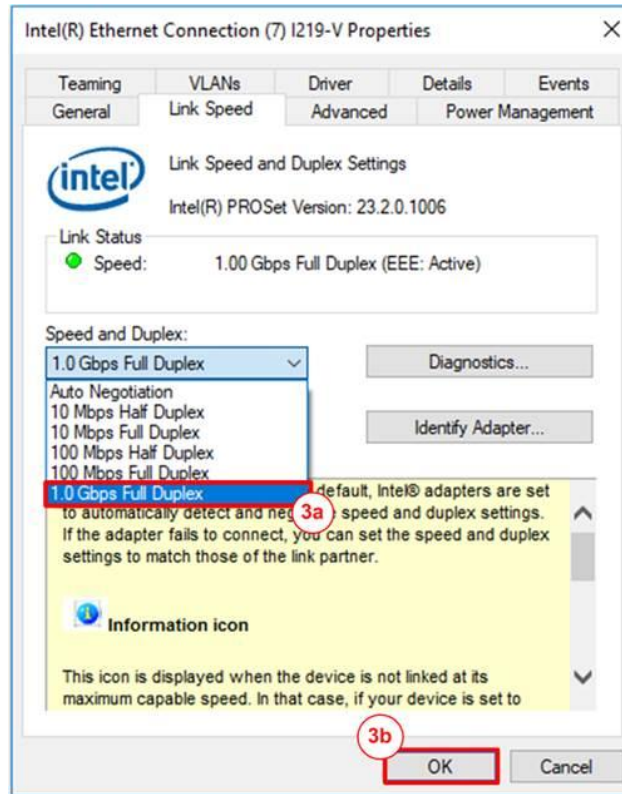 Intel(R) Ethernet Connection (7) I219-V Properties
Teaming VLANs Driver Details Events
General Link Speed Advanced Power Management
intel
Link Speed and Duplex Settings
Intel(R) PROSet Version: 23.2.0.1006
Link Status
Speed: 1.00 Gbps Full Duplex (EEE: Active)
Speed and Duplex:
1.0 Gbps Full Duplex
Diagnostics...
Auto Negotiation
10 Mbps Half Duplex
10 Mbps Full Duplex
Identify Adapter...
100 Mbps Half Duplex
100 Mbps Full Duplex
1.0 Gbps Full Duplex
3a
default, Intel® adapters are set
to automatically detect and speed and duplex settings.
If the adapter fails to connect, you can set the speed and duplex
settings to match those of the link partner.
Information icon
This icon is displayed when the device is not linked at its
maximum capable speed. In that case, if your device is set to
3b
OK Cancel